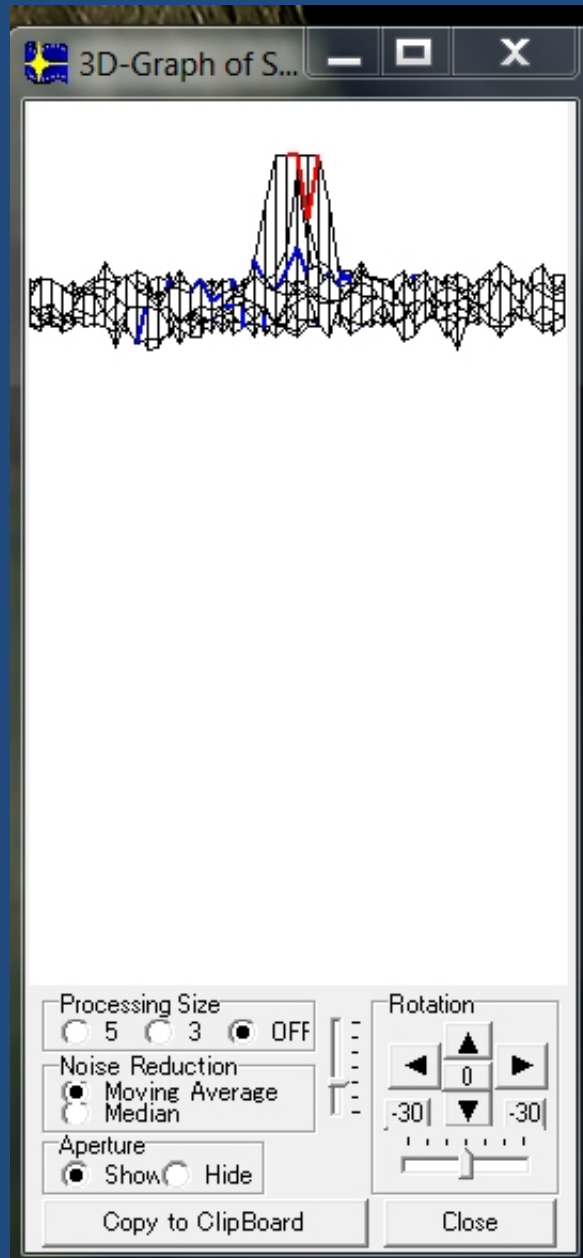 3D-Graph of S...
Processing Size
5 3 OFF
Noise Reduction
Moving Average
Median
Aperture
Show Hide
Rotation
0
-30 -30
Copy to ClipBoard Close